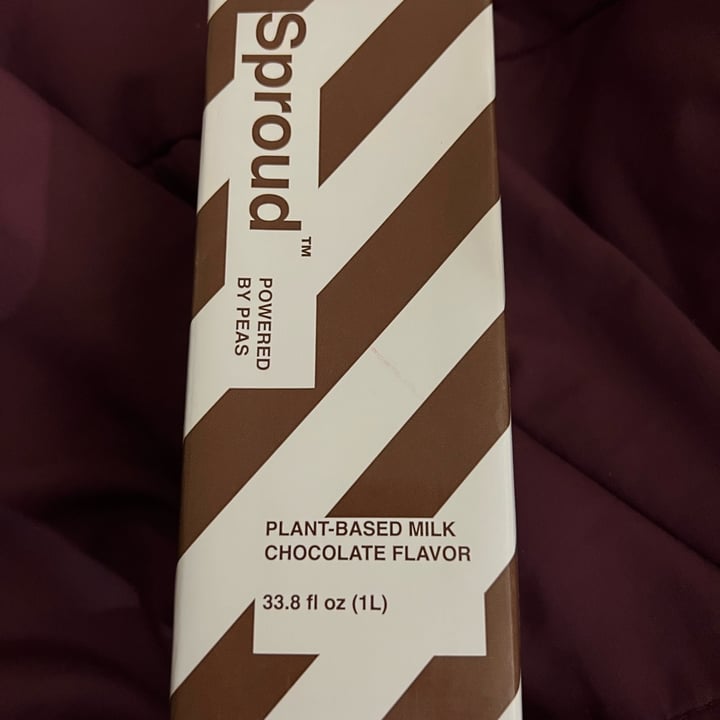 Sproud™
POWERED
BY PEAS
PLANT-BASED MILK
CHOCOLATE FLAVOR
33.8 fl oz (1L)